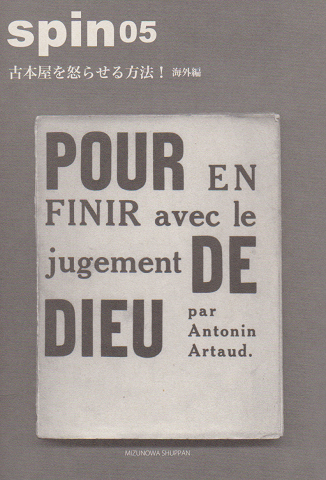 spin05
古本屋を怒らせる方法！ 海外編
POUR EN
FINIR avec le
jugement DE
DIEU
par
Antonin
Artaud.
MIZUNOWA SHUPPAN